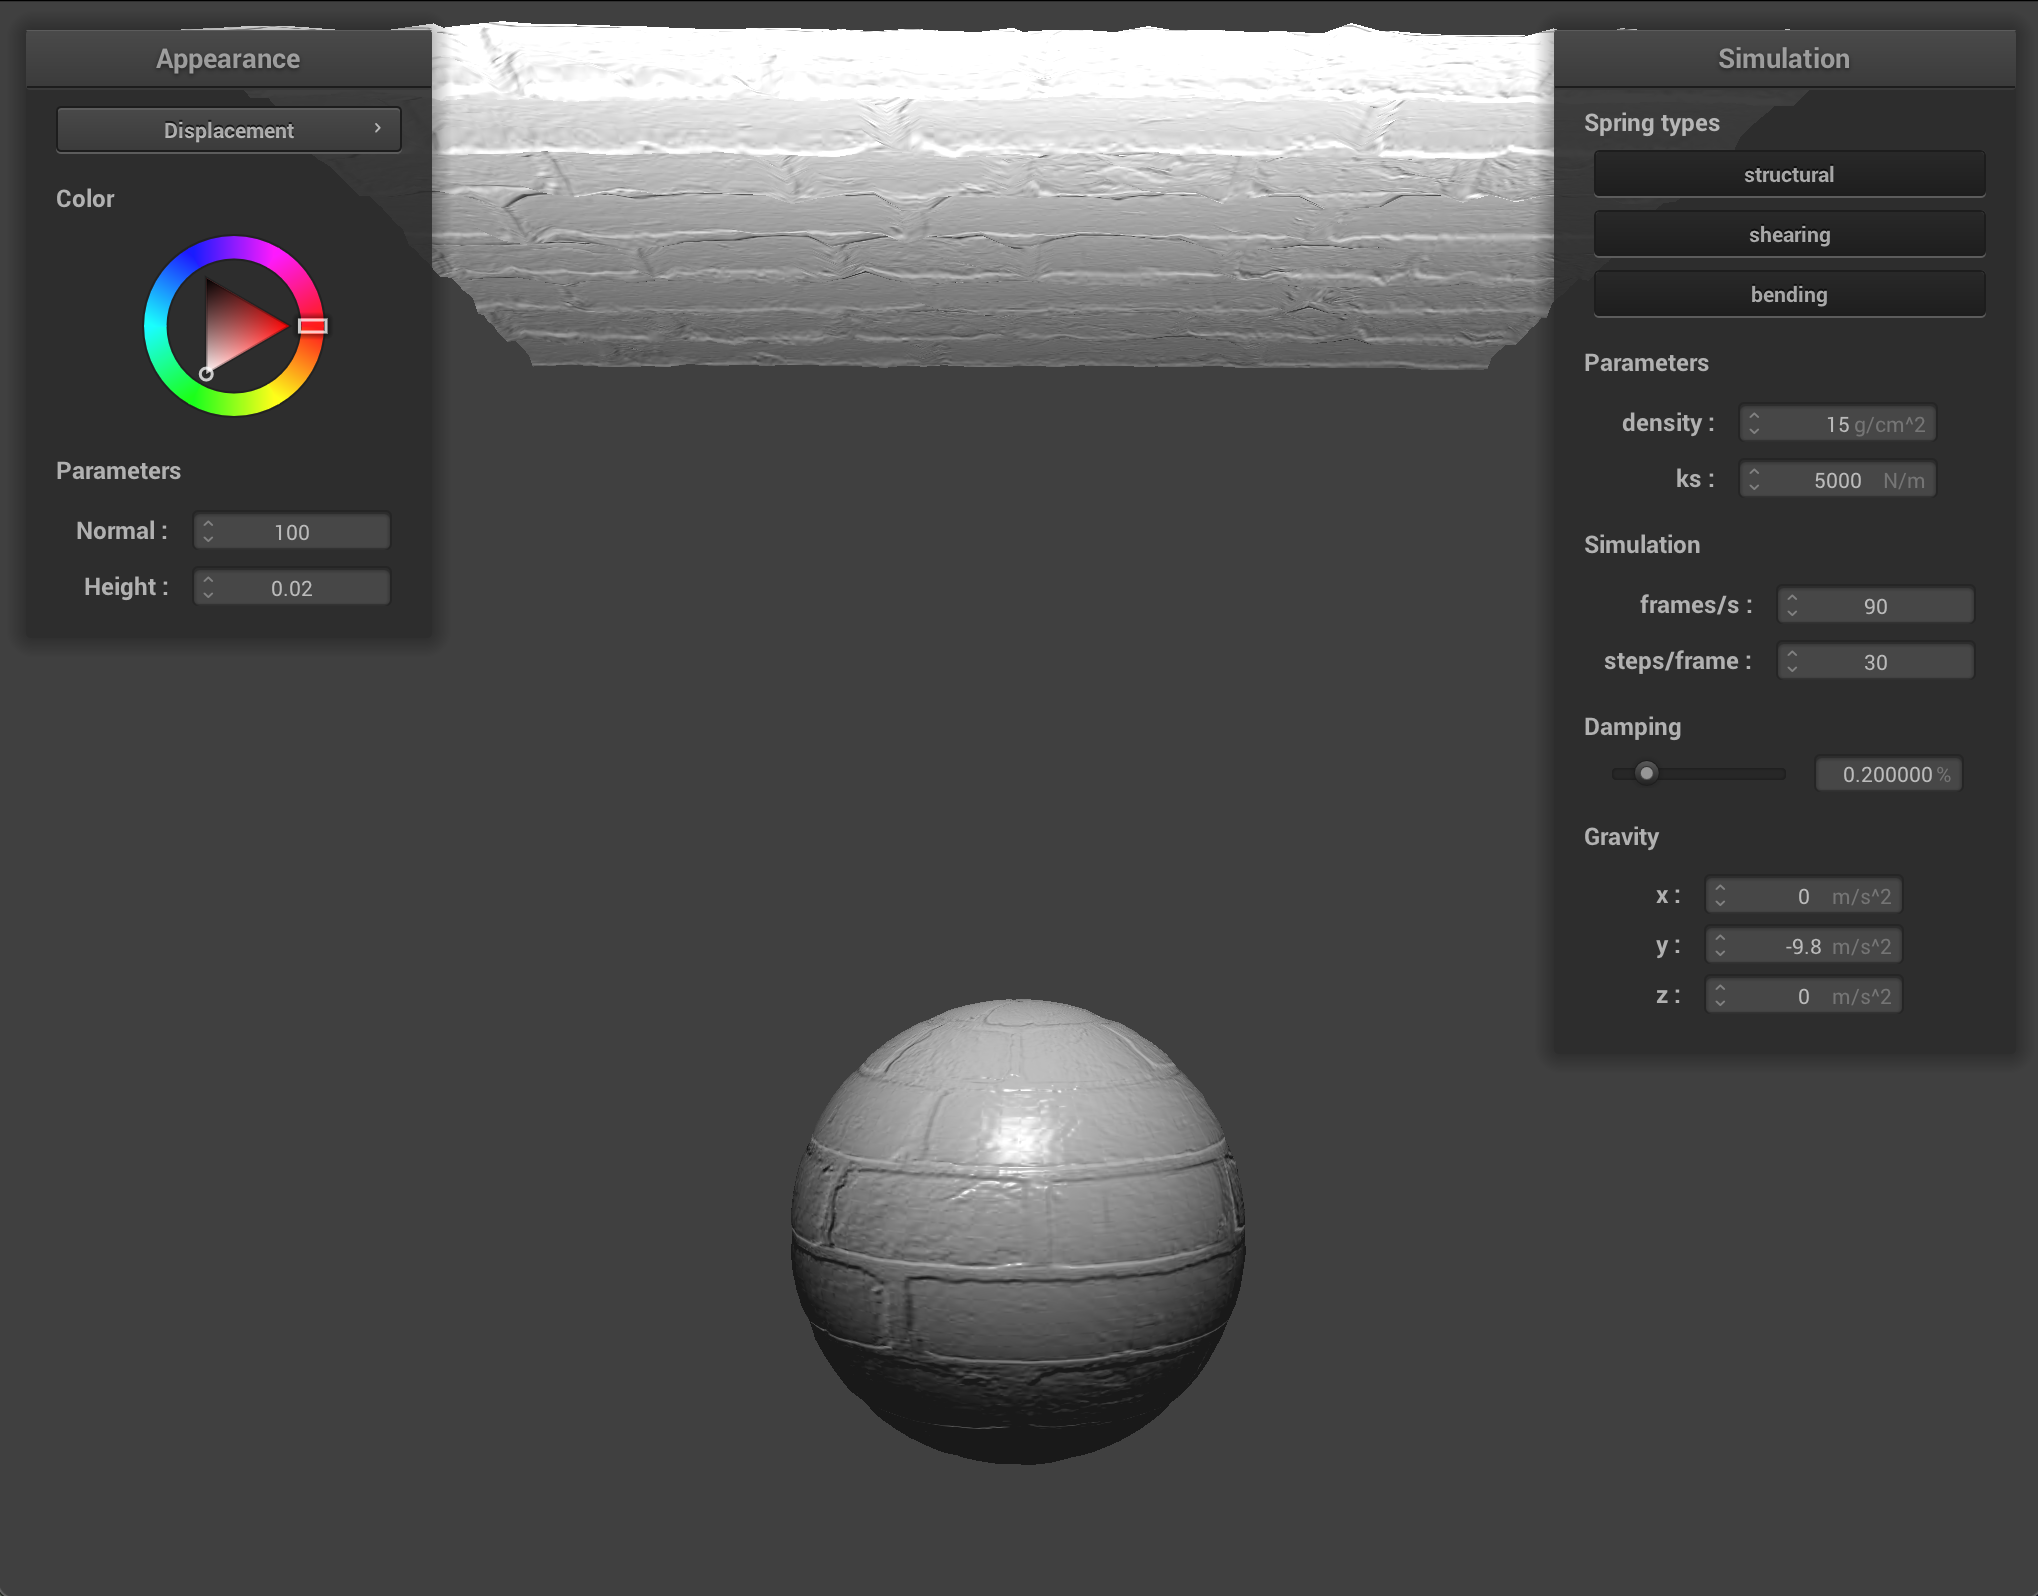 Appearance
Displacement
Color
Parameters
Normal : 100
Height : 0.02
Simulation
Spring types
structural
shearing
bending
Parameters
density : 15 g/cm^2
ks : 5000 N/m
Simulation
frames/s : 90
steps/frame : 30
Damping
0.200000 %
Gravity
x : 0 m/s^2
y : -9.8 m/s^2
z : 0 m/s^2